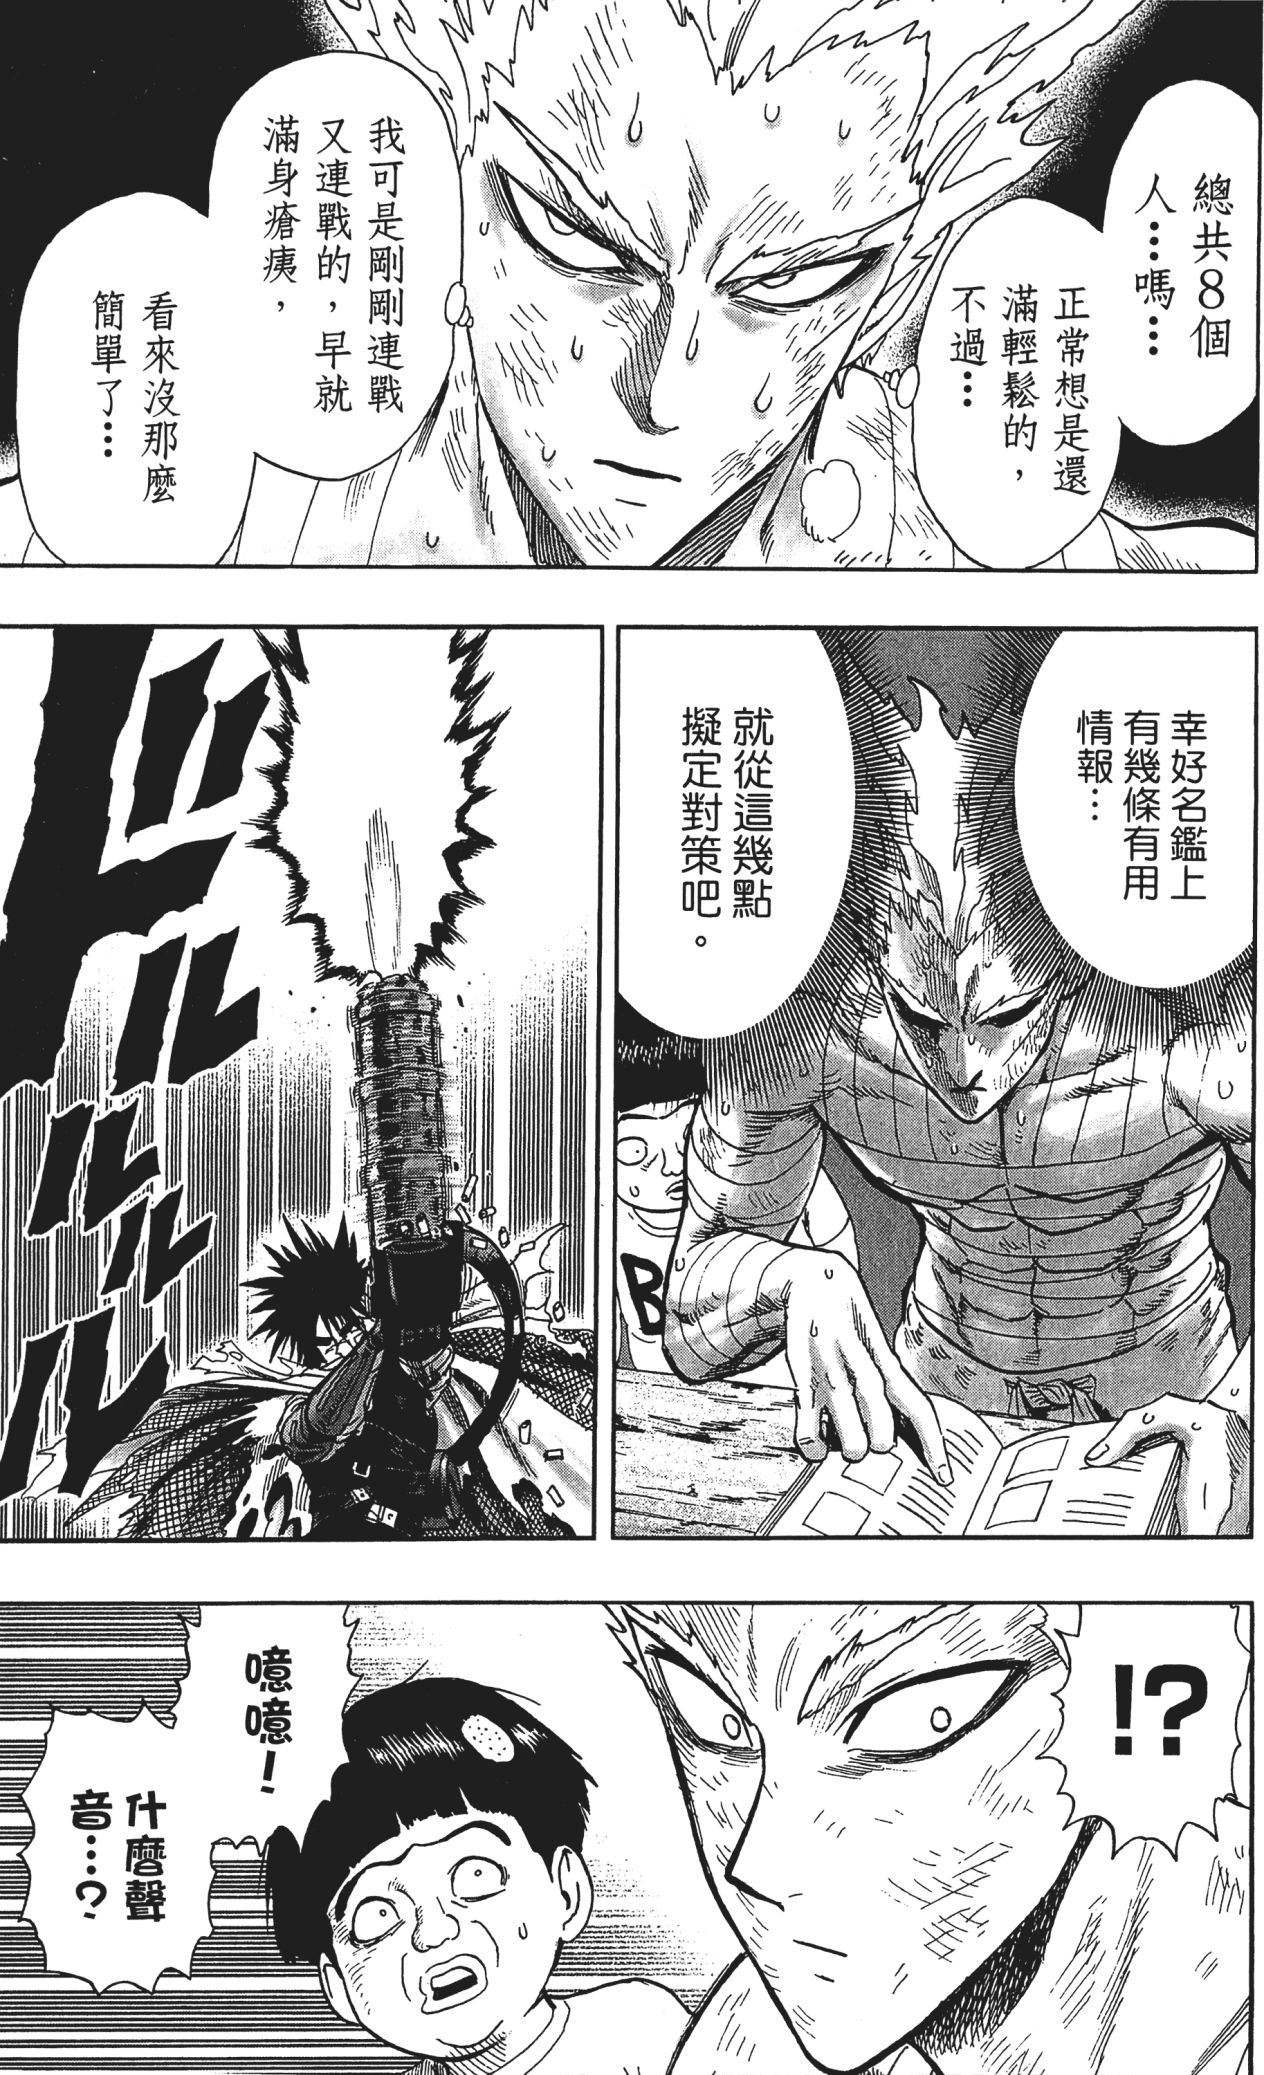 總共8個
人…嗎…
正常想是還
滿輕鬆的，
不過…
我可是剛剛連戰
又連戰的，早就
滿身瘡痍，
看來沒那麼
簡單了…
幸好名鑑上
有幾條有用
情報…
就從這幾點
擬定對策吧。
B
ドルルルルル
!?
噫噫！
什麼聲
音…？